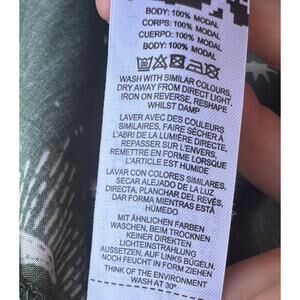 BODY: 100% MODAL
CORPS: 100% MODAL
CUERPO: 100% MODAL
BODY: 100% MODAL
WASH WITH SIMILAR COLOURS,
DRY AWAY FROM DIRECT LIGHT,
IRON ON REVERSE, RESHAPE
WHILST DAMP
LAVER AVEC DES COLORIS
SIMILAIRES, FAIRE SÉCHER À
L'ABRI DE LA LUMIÈRE DIRECTE,
REPASSER SUR L'ENVERS,
REMETTRE EN FORME LORSQUE
L'ARTICLE EST HUMIDE
LAVAR CON COLORES SIMILARES,
SECAR ALEJADO DE LA LUZ
DIRECTA, PLANCHAR DEL REVÉS,
DAR FORMA MIENTRAS ESTÁ
HÚMEDO
MIT ÄHNLICHEN FARBEN
WASCHEN, BEIM TROCKNEN
KEINER DIREKTEN
LICHTEINSTRAHLUNG
AUSSETZEN, AUF LINKS BÜGELN,
NOCH FEUCHT IN FORM ZIEHEN
THINK OF THE ENVIRONMENT
WASH AT 30°